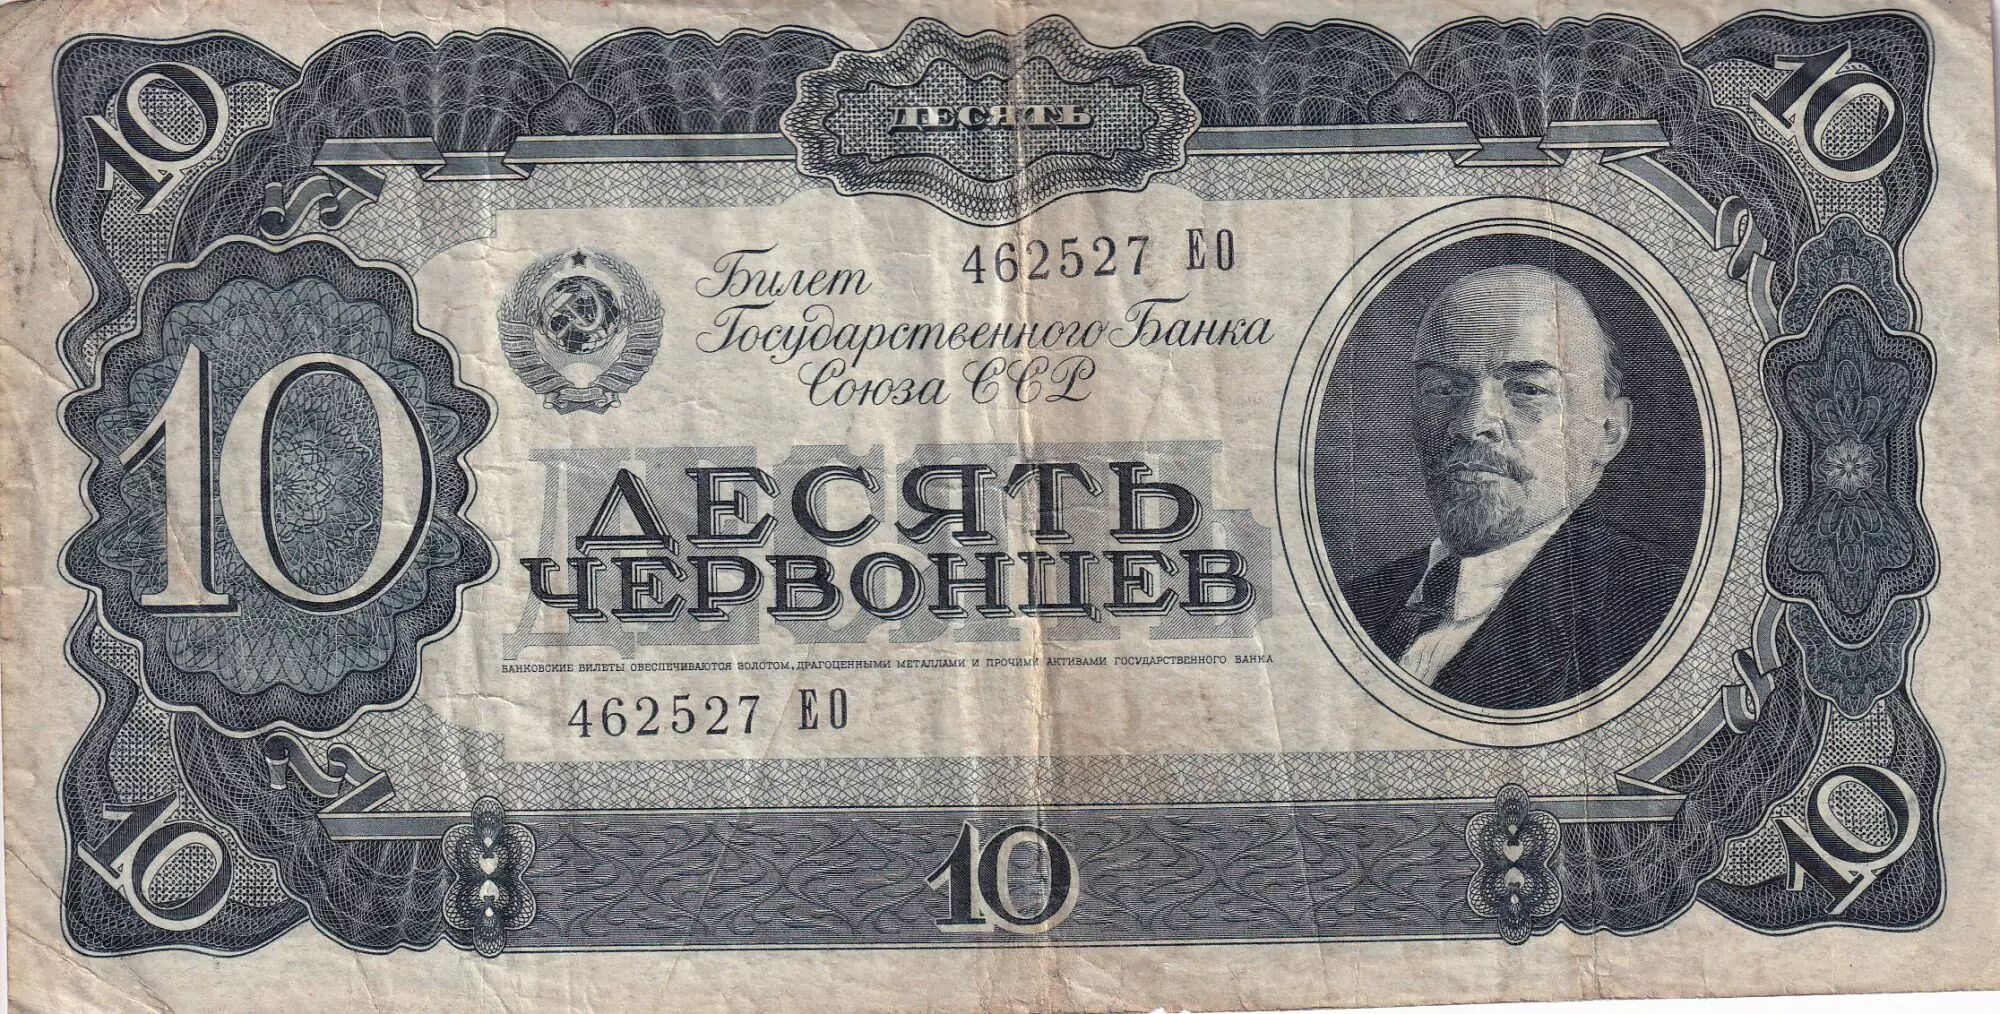 10
ДЕСЯТЬ
10
462527 ЕО
Билет
Государственного Банка
Союза ССР
10
ДЕСЯТЬ
ЧЕРВОНЦЕВ
БАНКОВСКИЕ БИЛЕТЫ ОБЕСПЕЧИВАЮТСЯ ЗОЛОТОМ, ДРАГОЦЕННЫМИ МЕТАЛЛАМИ И ПРОЧИМИ АКТИВАМИ ГОСУДАРСТВЕННОГО БАНКА
462527 ЕО
10
10
10